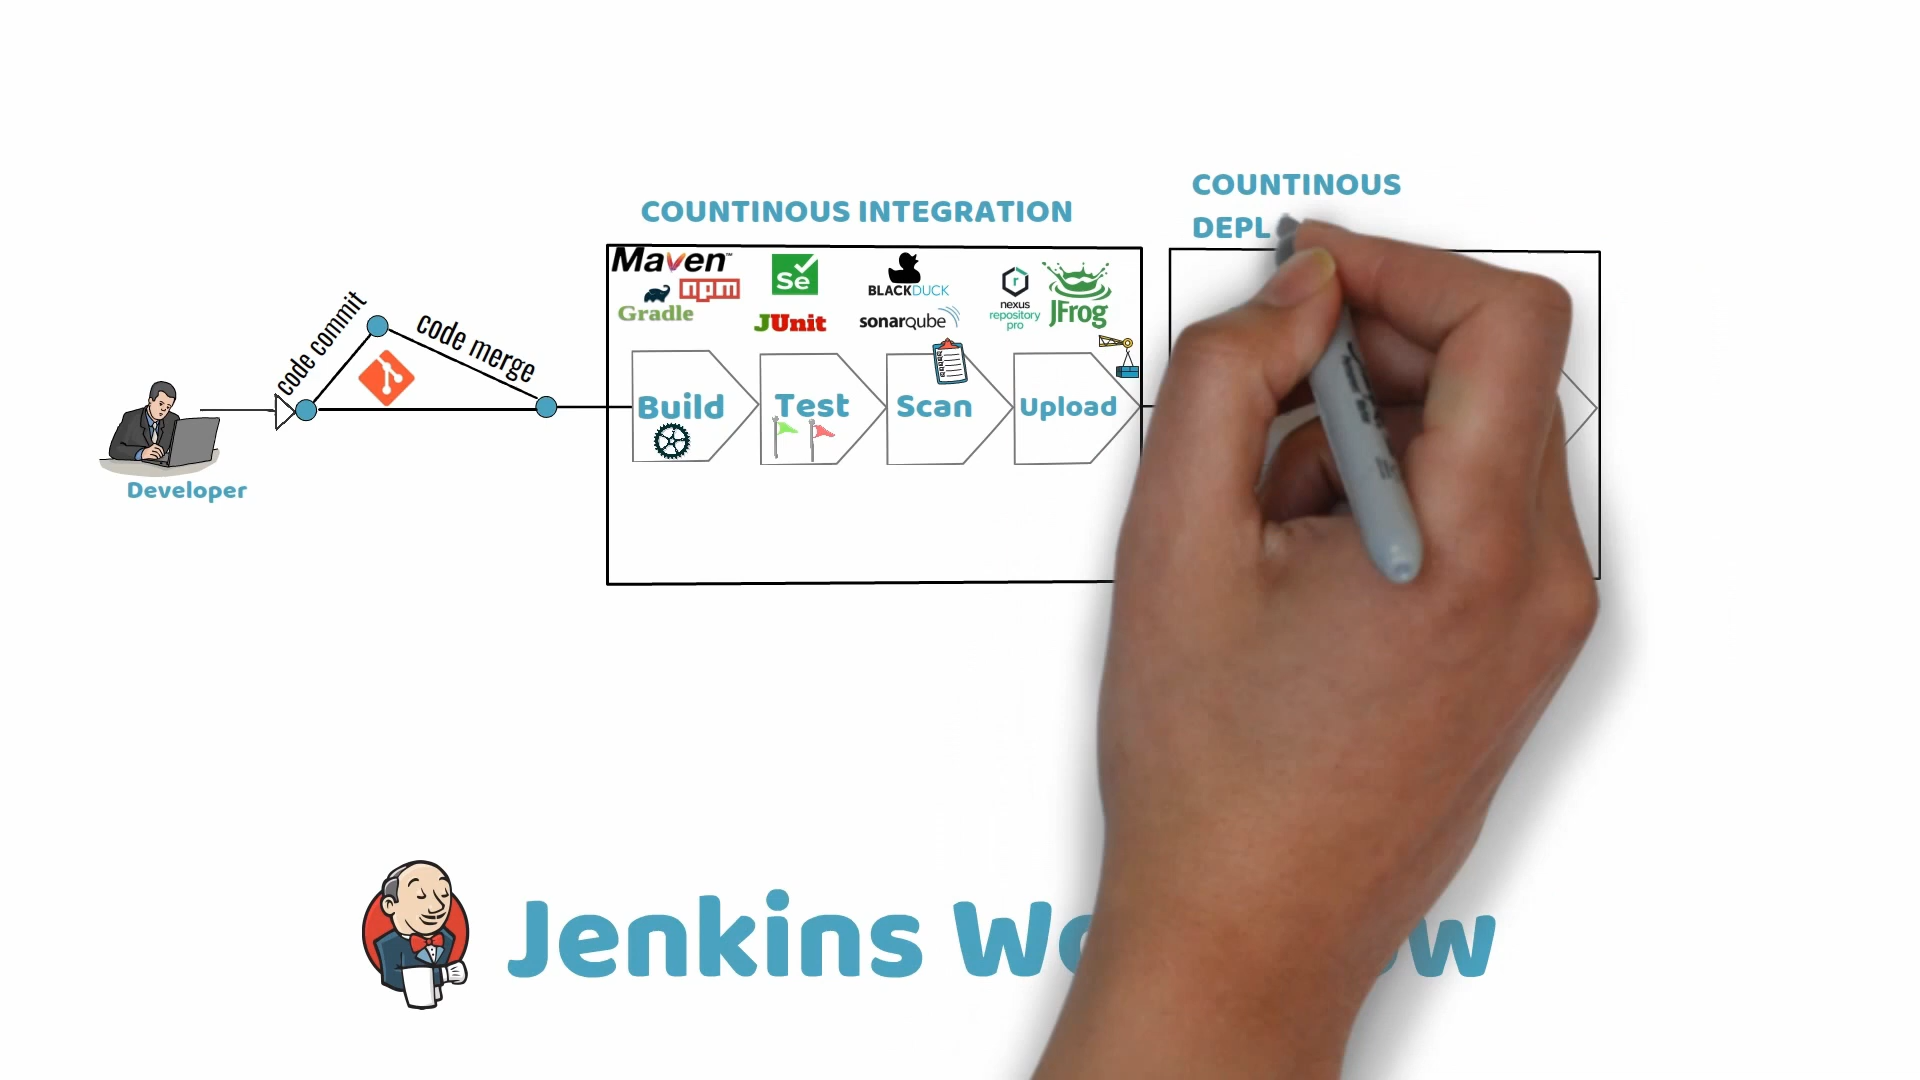 COUNTINOUS
DEPL
COUNTINOUS INTEGRATION
Maven™
npm
Gradle
Se
JUnit
BLACKDUCK
sonarqube
nexus
repository
pro
JFrog
code commit
code merge
Build
Test
Scan
Upload
Developer
Jenkins